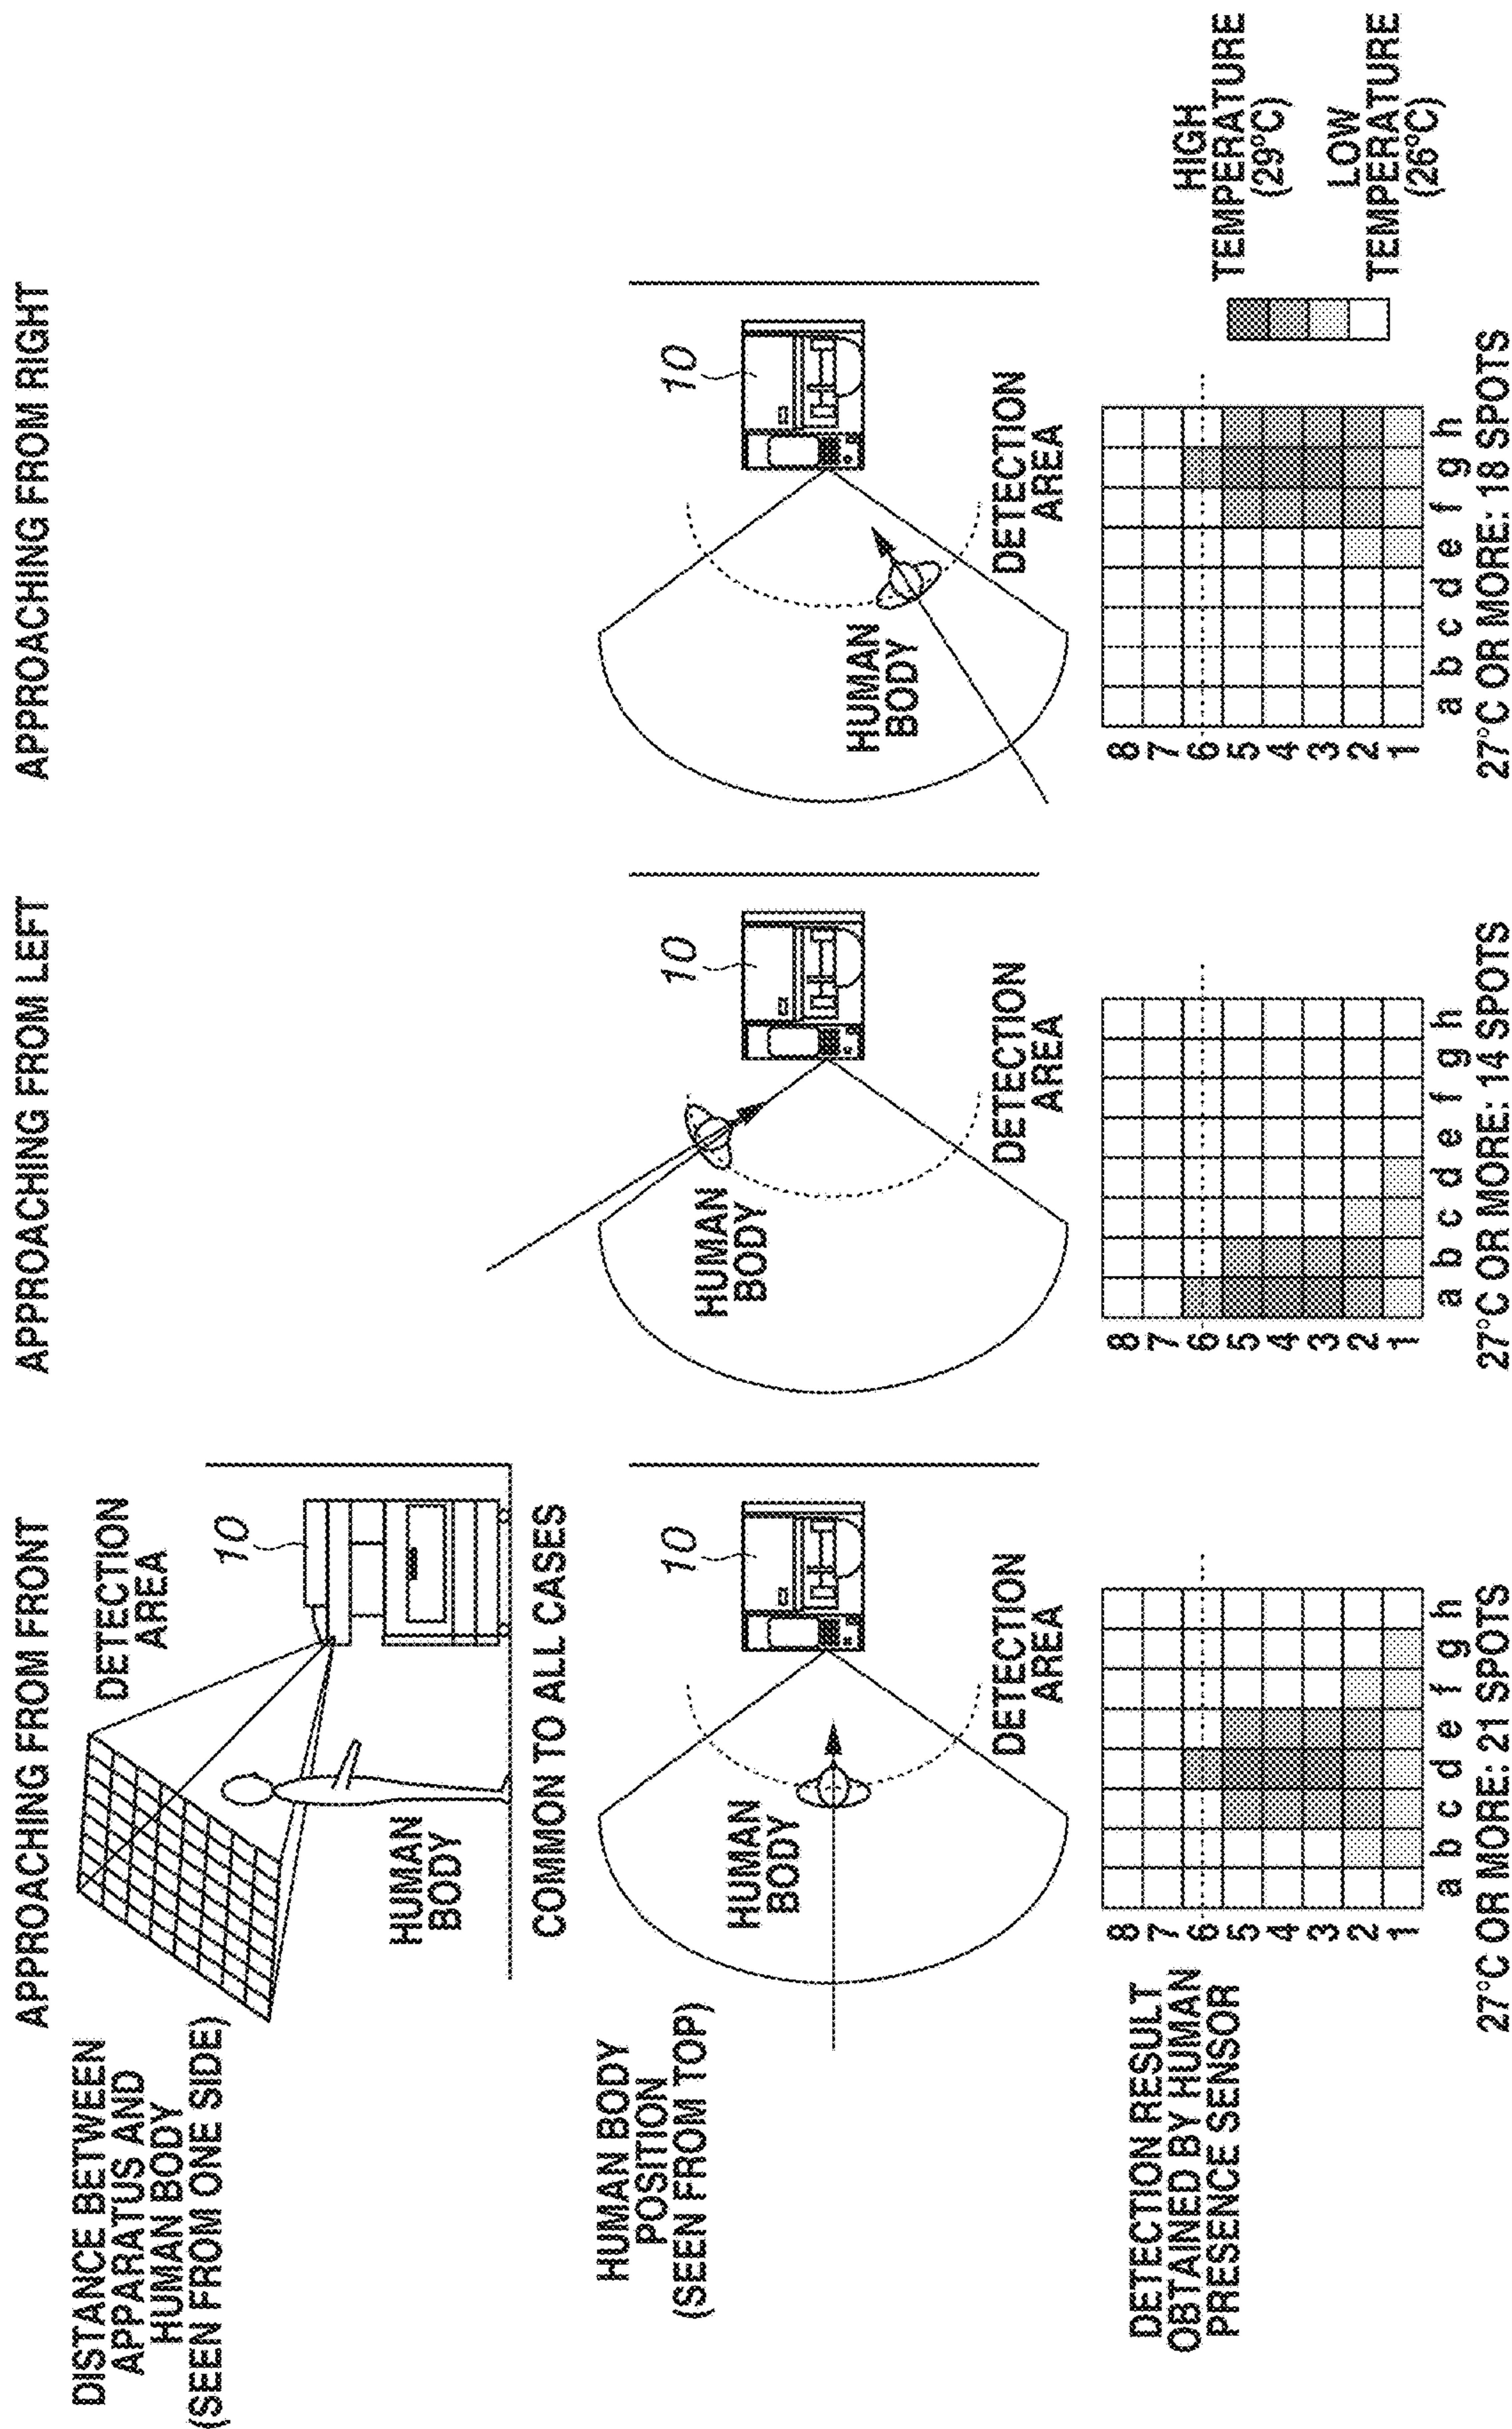 APPROACHING FROM FRONT
APPROACHING FROM LEFT
APPROACHING FROM RIGHT
DISTANCE BETWEEN
APPARATUS AND
HUMAN BODY
(SEEN FROM ONE SIDE)
DETECTION
AREA
10
HUMAN
BODY
COMMON TO ALL CASES
HUMAN BODY
POSITION
(SEEN FROM TOP)
HUMAN
BODY
10
DETECTION
AREA
HUMAN
BODY
10
DETECTION
AREA
HUMAN
BODY
10
DETECTION
AREA
DETECTION RESULT
OBTAINED BY HUMAN
PRESENCE SENSOR
8
7
6
5
4
3
2
1
a b c d e f g h
27°C OR MORE: 21 SPOTS
8
7
6
5
4
3
2
1
a b c d e f g h
27°C OR MORE: 14 SPOTS
8
7
6
5
4
3
2
1
a b c d e f g h
27°C OR MORE: 18 SPOTS
HIGH
TEMPERATURE
(29°C)
LOW
TEMPERATURE
(26°C)